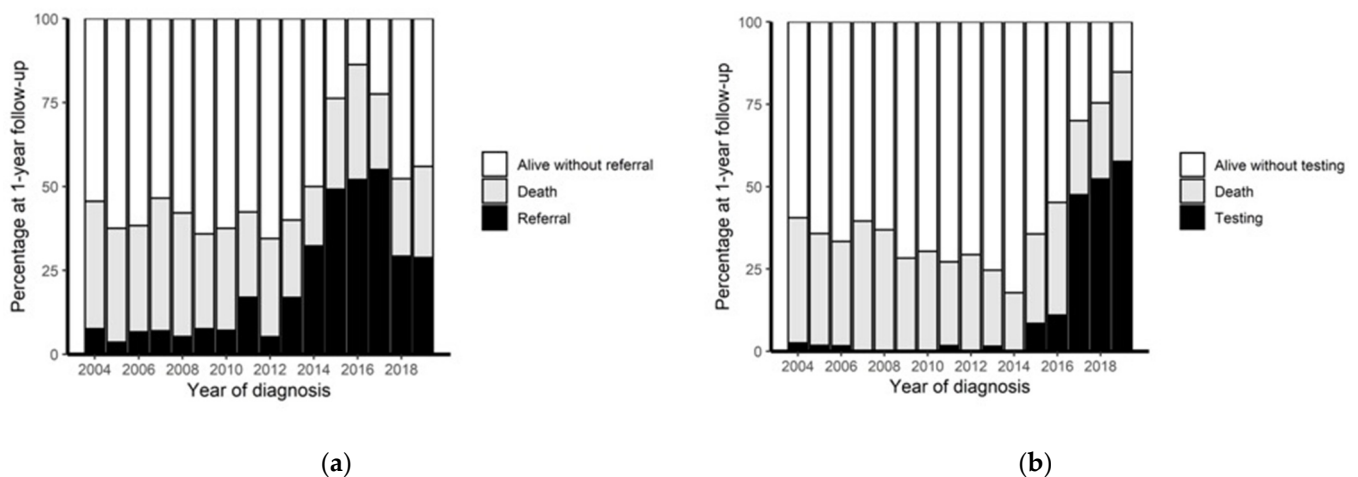 Percentage at 1-year follow-up
100
75
50
25
0
2004 2006 2008 2010 2012 2014 2016 2018
Year of diagnosis
Alive without referral
Death
Referral
(a)
Percentage at 1-year follow-up
100
75
50
25
0
2004 2006 2008 2010 2012 2014 2016 2018
Year of diagnosis
Alive without testing
Death
Testing
(b)